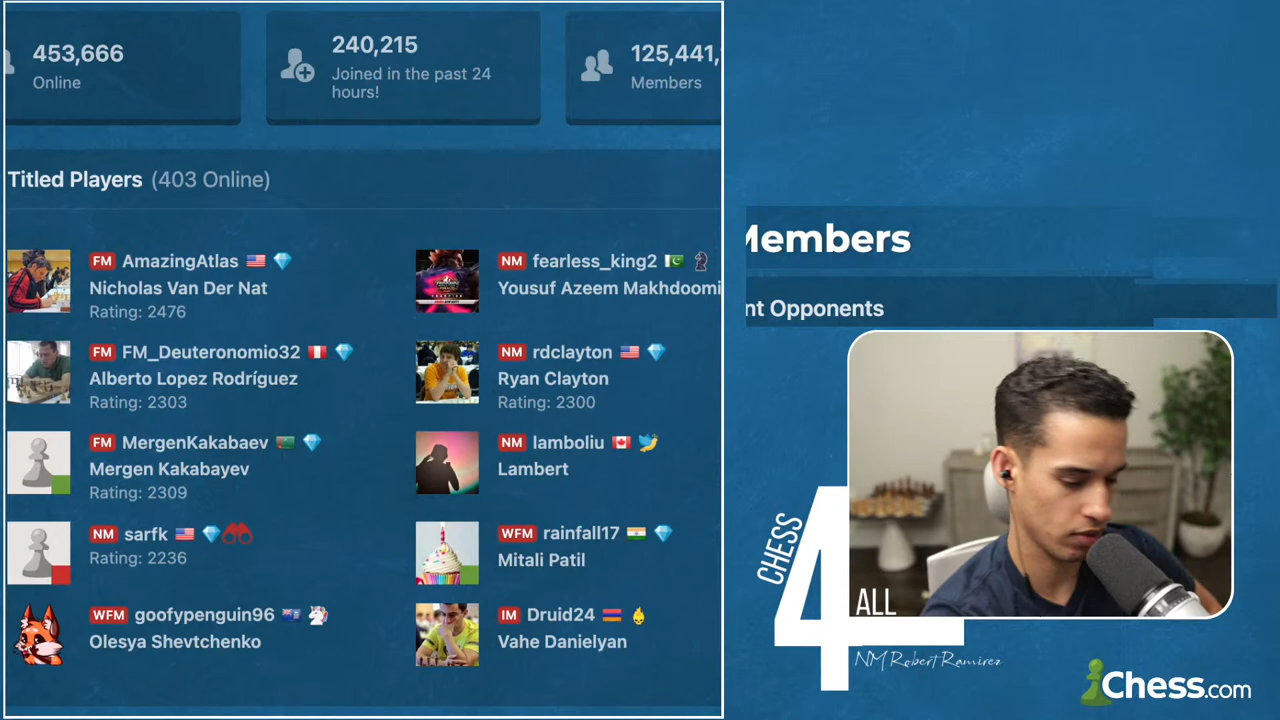 453,666
Online
240,215
Joined in the past 24
hours!
125,441,
Members
Titled Players (403 Online)
FM AmazingAtlas
Nicholas Van Der Nat
Rating: 2476
NM fearless_king2
Yousuf Azeem Makhdoomi
FM FM_Deuteronomio32
Alberto Lopez Rodríguez
Rating: 2303
NM rdclayton
Ryan Clayton
Rating: 2300
FM MergenKakabaev
Mergen Kakabayev
Rating: 2309
NM lamboliu
Lambert
NM sarfk
Rating: 2236
WFM rainfall17
Mitali Patil
WFM goofypenguin96
Olesya Shevtchenko
IM Druid24
Vahe Danielyan
Members
nt Opponents
CHESS
4
ALL
NM Robert Ramirez
Chess.com